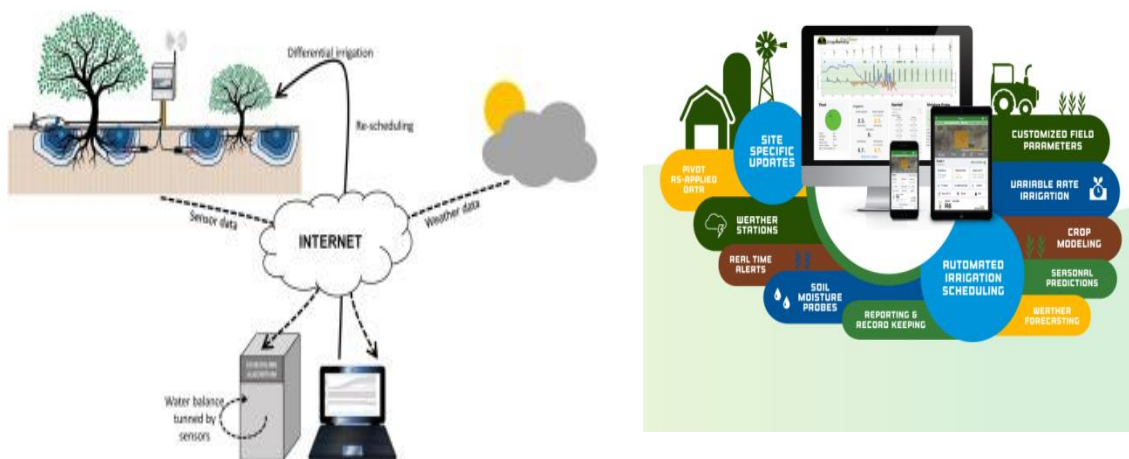 Differential irrigation
Re-scheduling
Sensor data
Weather data
INTERNET
SCHEDULING
ALGORITHM
Water balance
tunned by
sensors
SITE
SPECIFIC
UPDATES
PIVOT
AS-APPLIED
DATA
WEATHER
STATIONS
REAL TIME
ALERTS
SOIL
MOISTURE
PROBES
REPORTING &
RECORD KEEPING
AUTOMATED
IRRIGATION
SCHEDULING
CUSTOMIZED FIELD
PARAMETERS
VARIABLE RATE
IRRIGATION
CROP
MODELING
SEASONAL
PREDICTIONS
WEATHER
FORECASTING